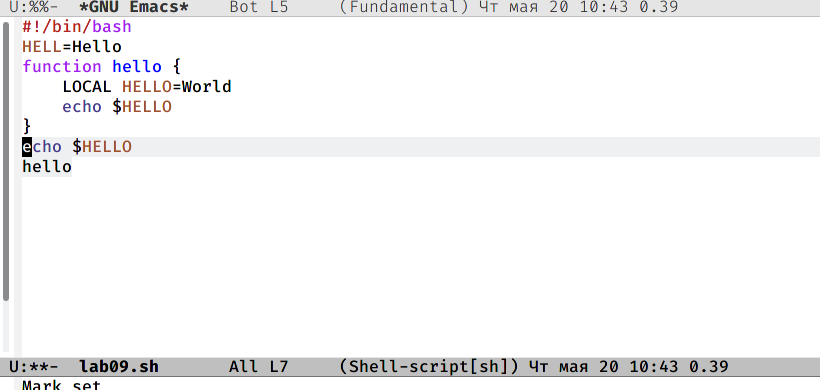 U:%%-  *GNU Emacs*    Bot L5     (Fundamental) Чт мая 20 10:43 0.39
#!/bin/bash
HELL=Hello
function hello {
    LOCAL HELLO=World
    echo $HELLO
}
echo $HELLO
hello
U:**-  lab09.sh       All L7     (Shell-script[sh]) Чт мая 20 10:43 0.39
Mark set